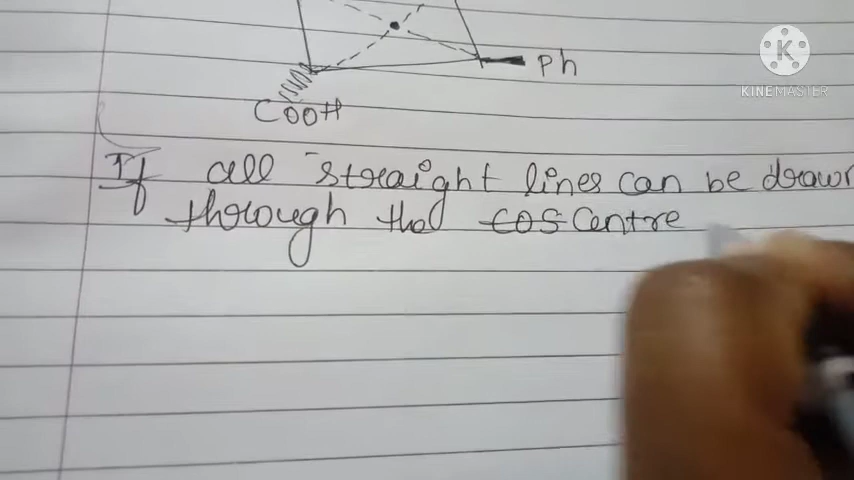 Ph
K
KINEMASTER
COOH
If all straight lines can be drawn
through the COS Centre